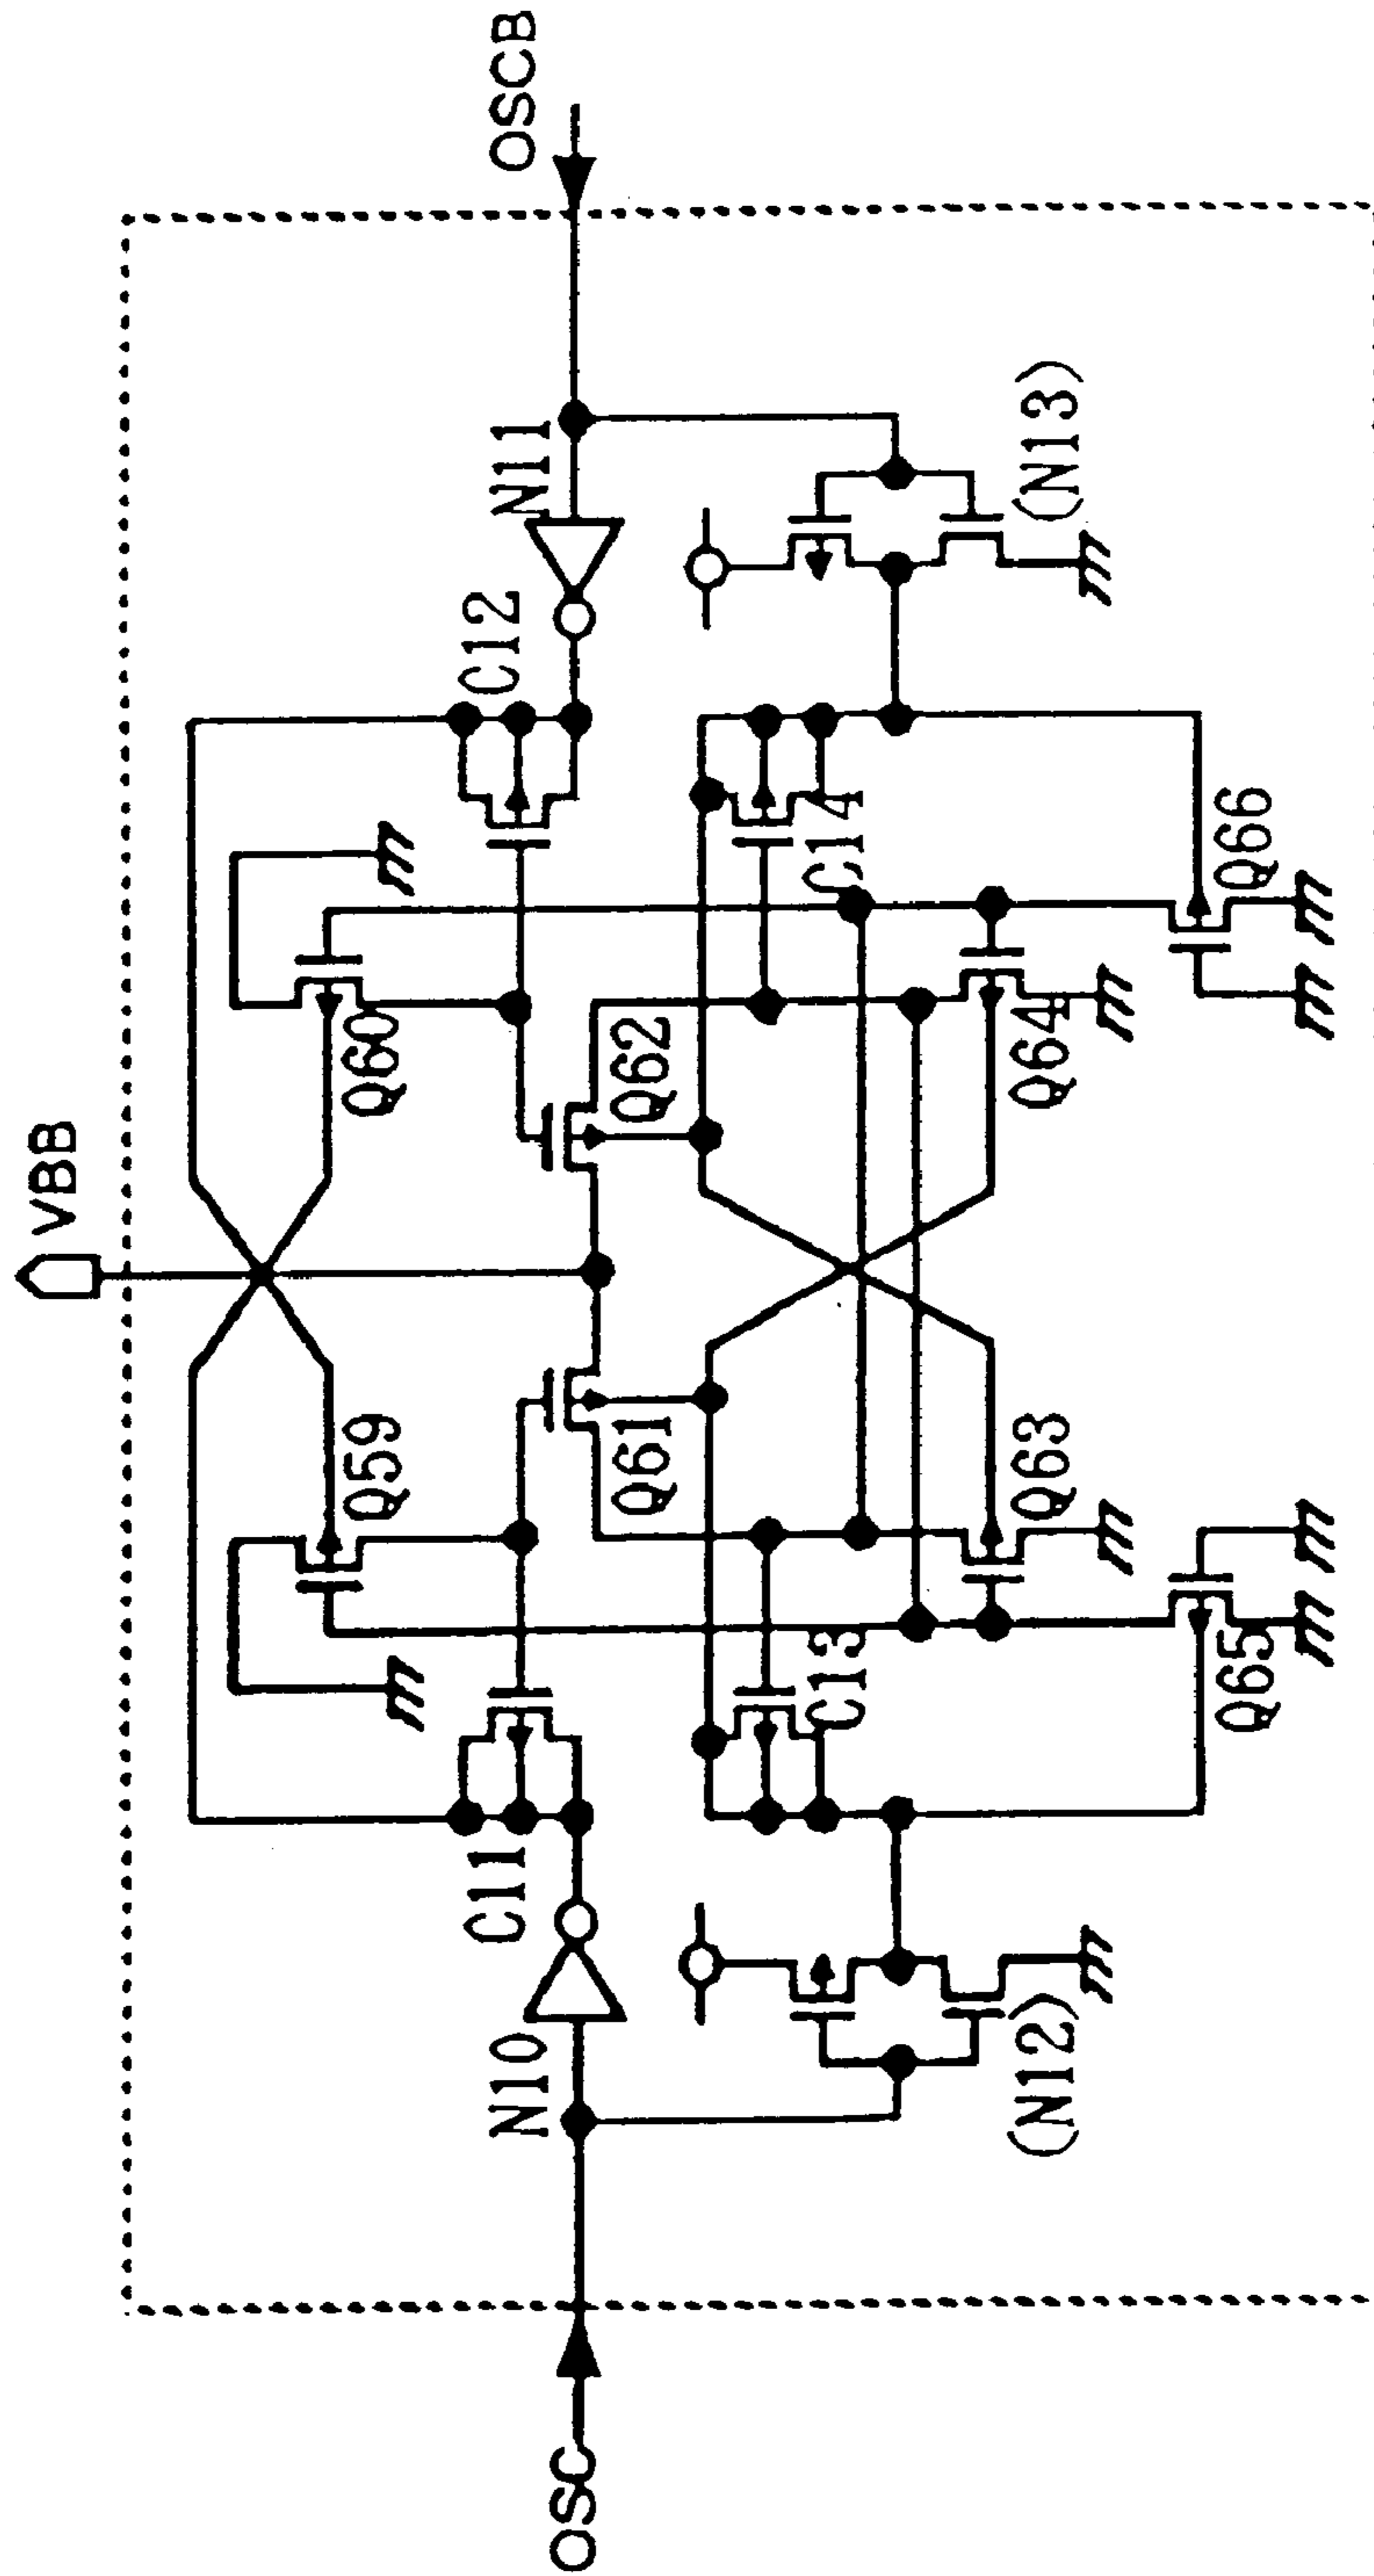 VBB
OSC
OSCB
N10
C11
Q59
Q60
C12
N11
Q61
Q62
(N12)
C13
Q63
Q64
C14
(N13)
Q65
Q66